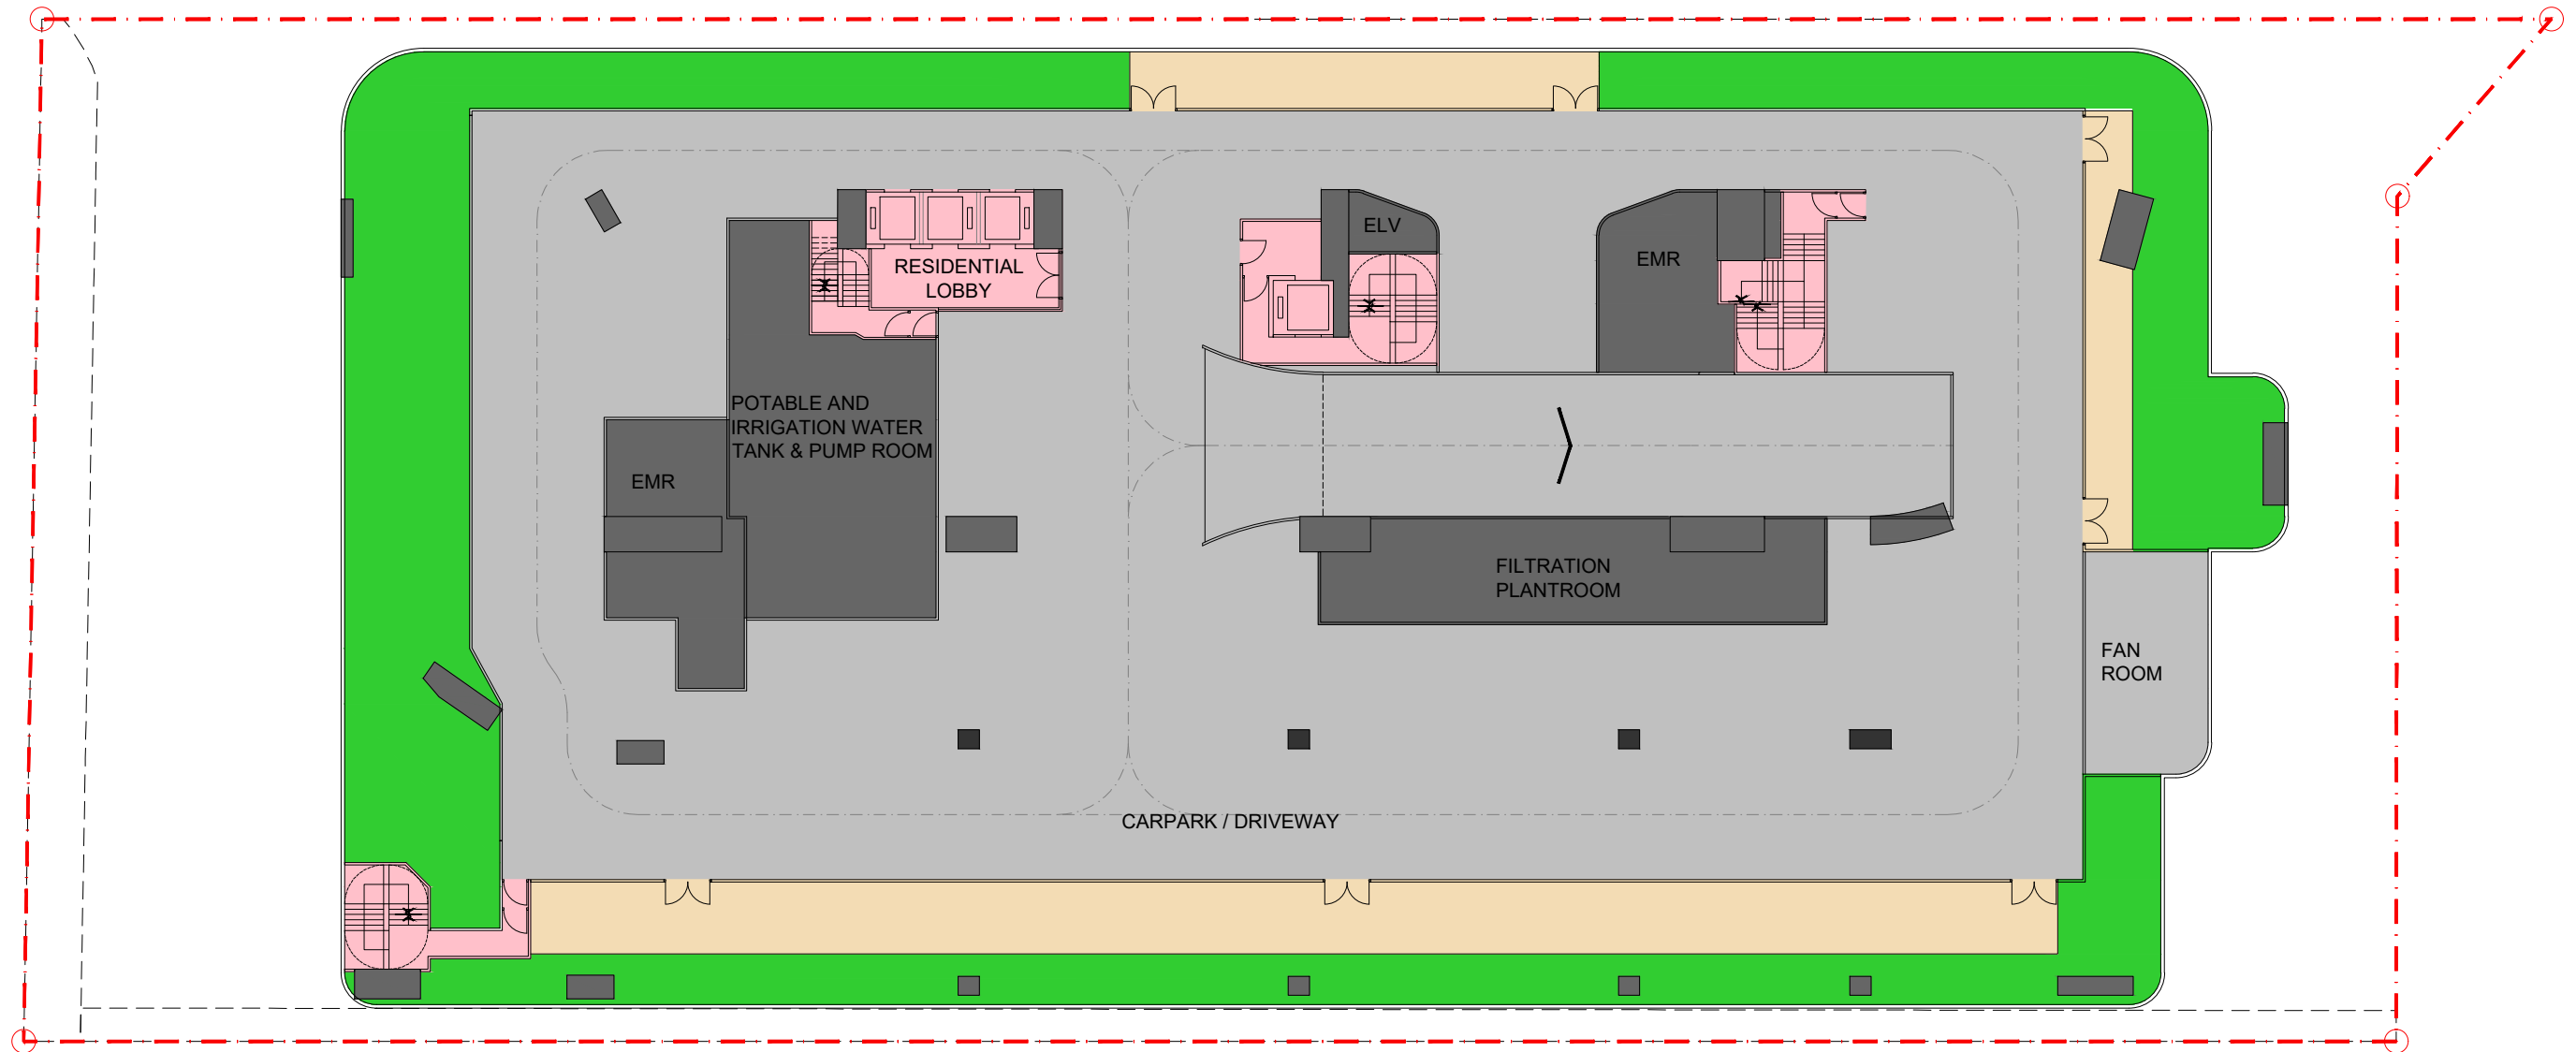 ELV
EMR
RESIDENTIAL
LOBBY
POTABLE AND
IRRIGATION WATER
TANK & PUMP ROOM
EMR
FILTRATION
PLANTROOM
FAN
ROOM
CARPARK / DRIVEWAY